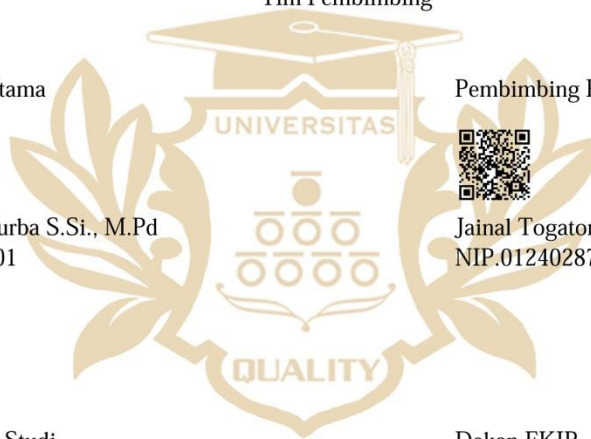 Tim Pembimbing
tama
Pembimbing
UNIVERSITAS
urba S.Si., M.Pd
01
Jainal Togator
NIP.01240287
QUALITY
Studi
Dekan FKIP